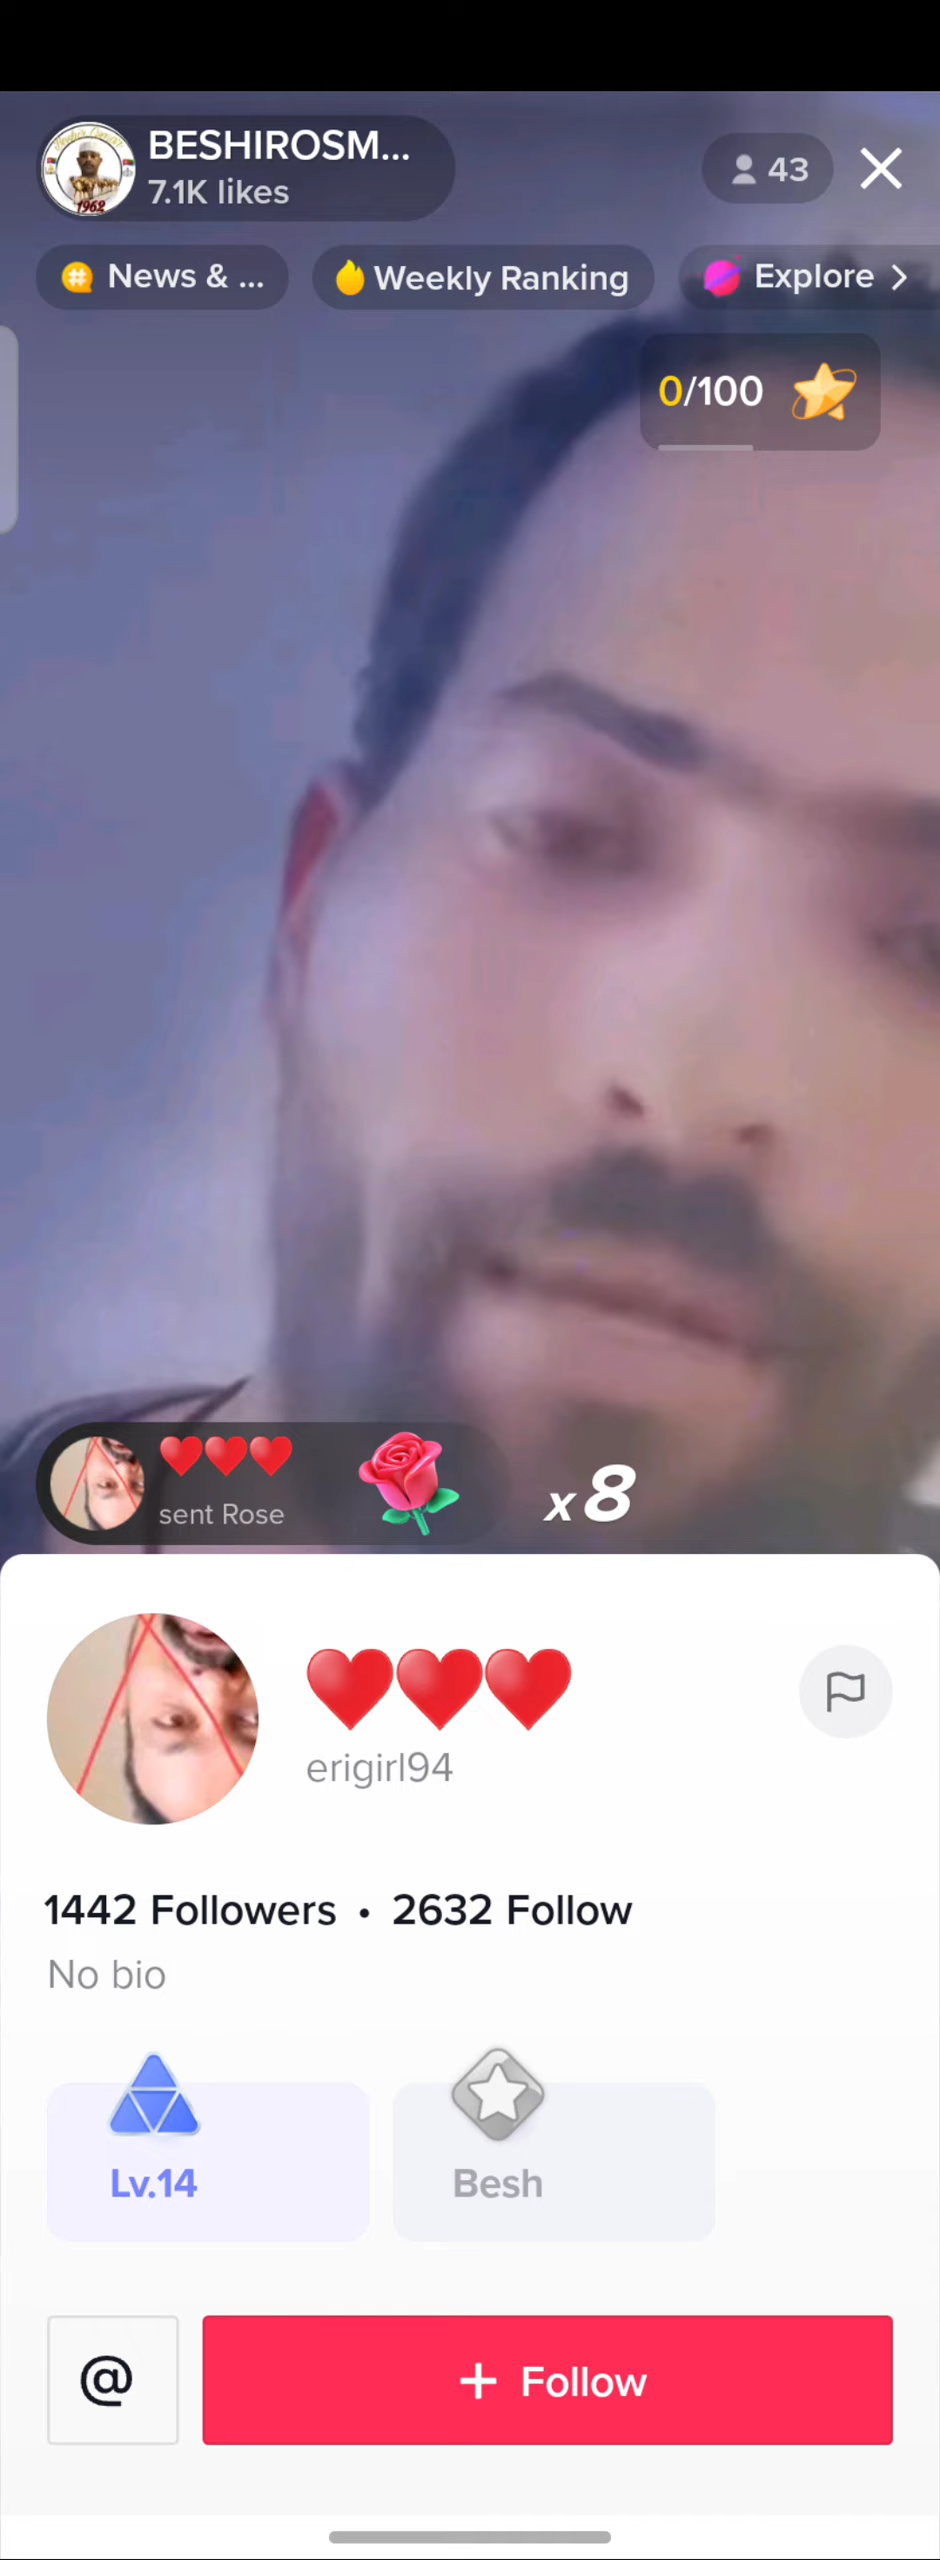 BESHIROSM...
7.1K likes
43
News & ...
Weekly Ranking
Explore
0/100
1962
❤️❤️❤️
sent Rose
x8
❤️❤️❤️
erigirl94
1442 Followers • 2632 Follow
No bio
Lv.14
Besh
@
+ Follow